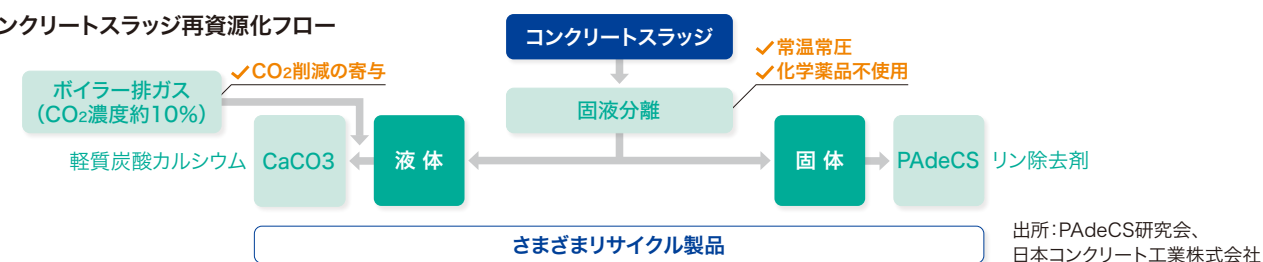 ンクリートスラッジ再資源化フロー
コンクリートスラッジ
✓常温常圧
✓化学薬品不使用
✓CO2削減の寄与
ボイラー排ガス
(CO2濃度約10%)
固液分離
軽質炭酸カルシウム
CaCO3
液体
固体
PAdeCS
リン除去剤
さまざまリサイクル製品
出所:PAdeCS研究会、
日本コンクリート工業株式会社